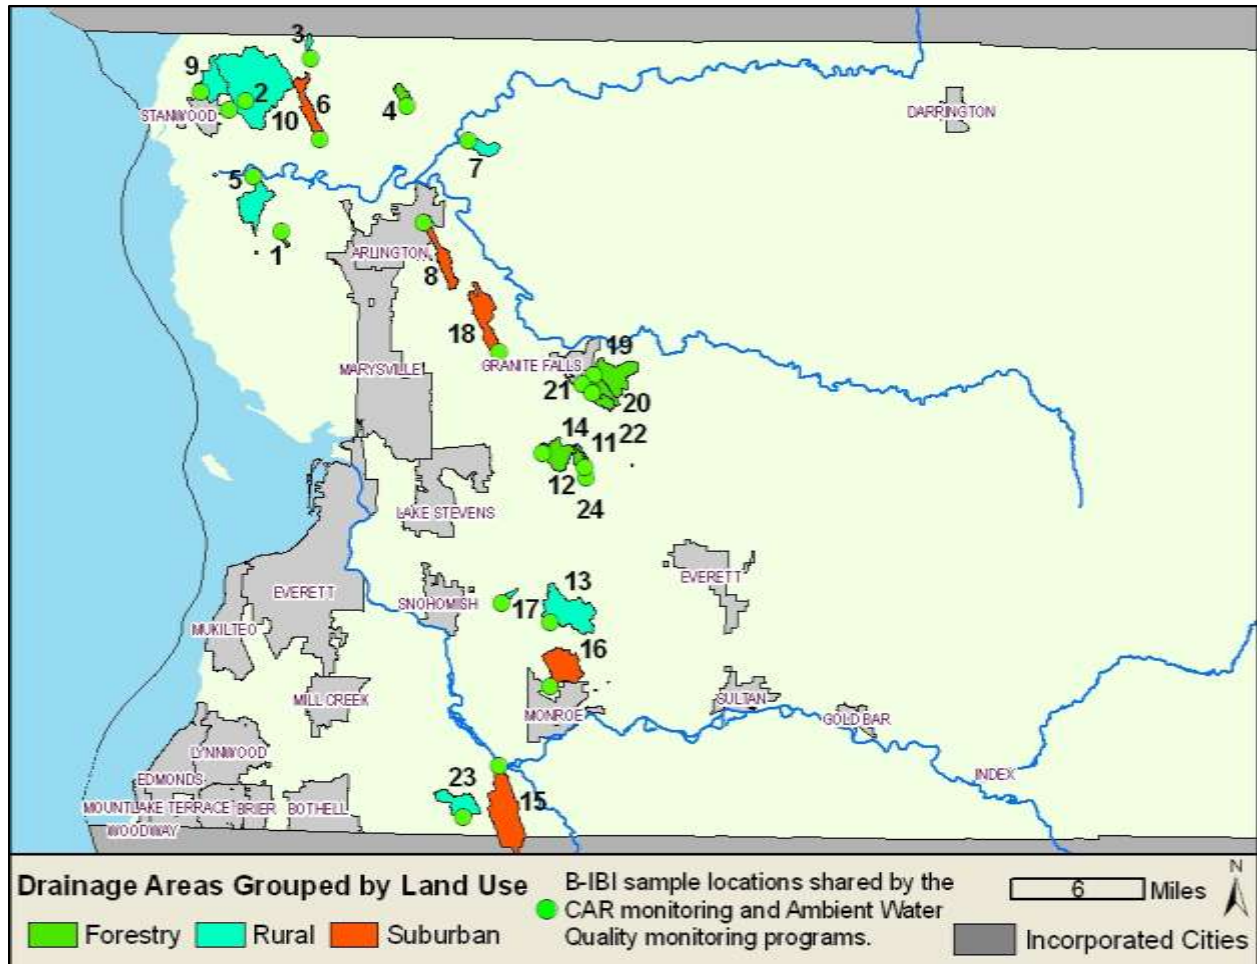 3
9
2
6
STANWOOD
10
4
DARRINGTON
7
5
1
ARLINGTON
8
18
19
GRANITE FALLS
MARYSVILLE
21
20
14
11
22
12
24
LAKE STEVENS
EVERETT
13
EVERETT
SNOHOMISH
17
MUKILTEO
16
MILL CREEK
SULTAN
MONROE
GOLD BAR
LYNNWOOD
INDEX
EDMONDS
23
MOUNTLAKE TERRACE
BRIER
BOTHELL
15
WOODWAY
Drainage Areas Grouped by Land Use
Forestry
Rural
Suburban
B-IBI sample locations shared by the
CAR monitoring and Ambient Water
Quality monitoring programs.
6
Miles
N
Incorporated Cities